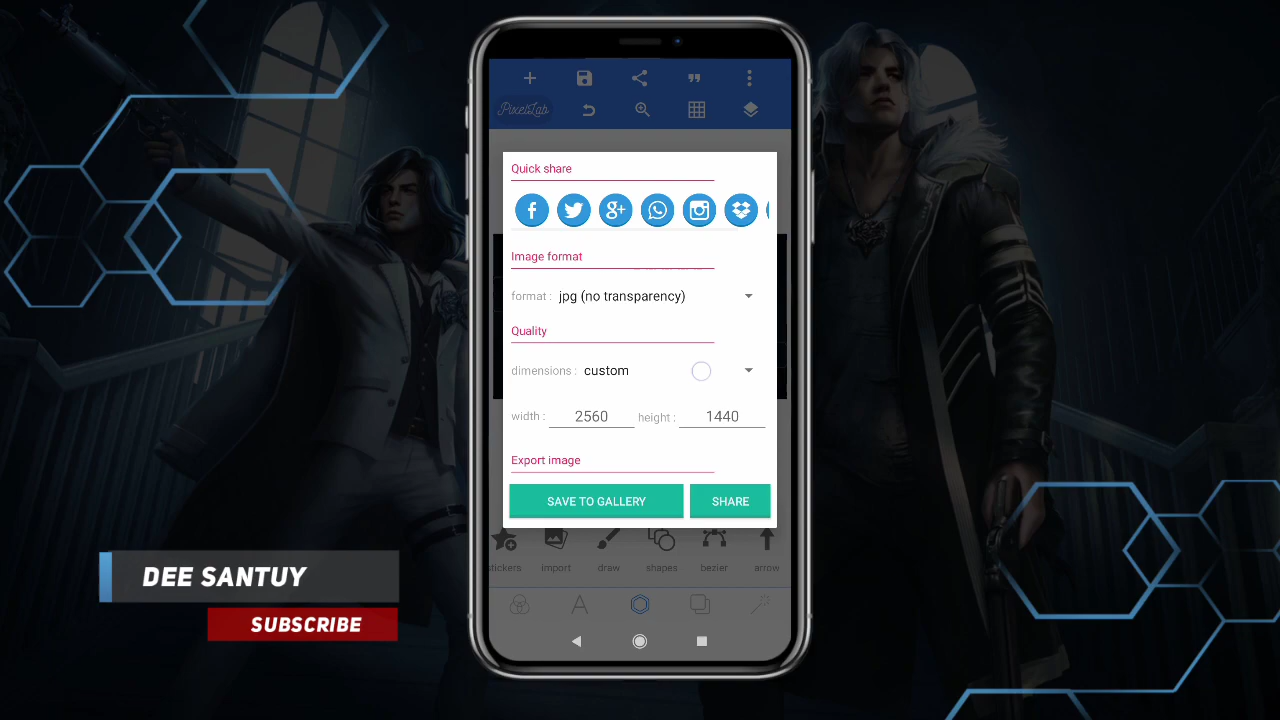 PixelLab
Quick share
Image format
format : jpg (no transparency)
Quality
dimensions : custom
width : 2560 height : 1440
Export image
SAVE TO GALLERY SHARE
stickers import draw shapes bezier arrow
DEE SANTUY
SUBSCRIBE